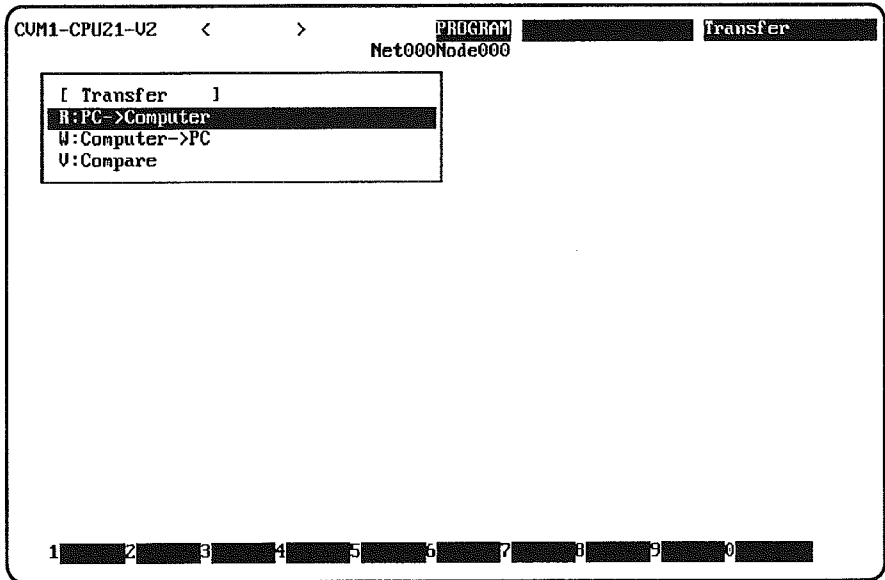 CVM1-CPU21-V2 < > PROGRAM Transfer
Net000Node000
[ Transfer ]
R:PC->Computer
W:Computer->PC
V:Compare
1 2 3 4 5 6 7 8 9 0